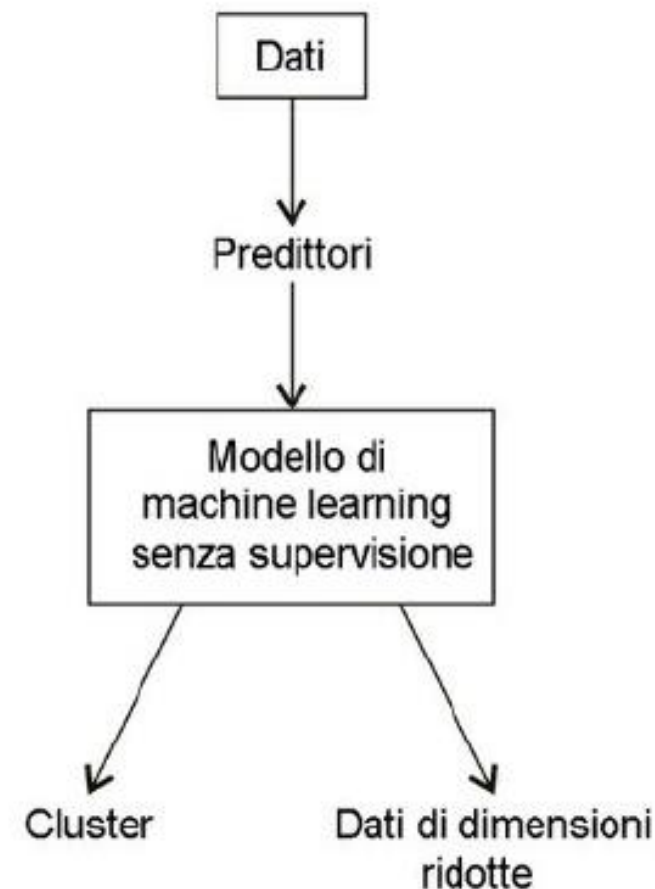 Dati
Predittori
Modello di
machine learning
senza supervisione
Cluster
Dati di dimensioni
ridotte